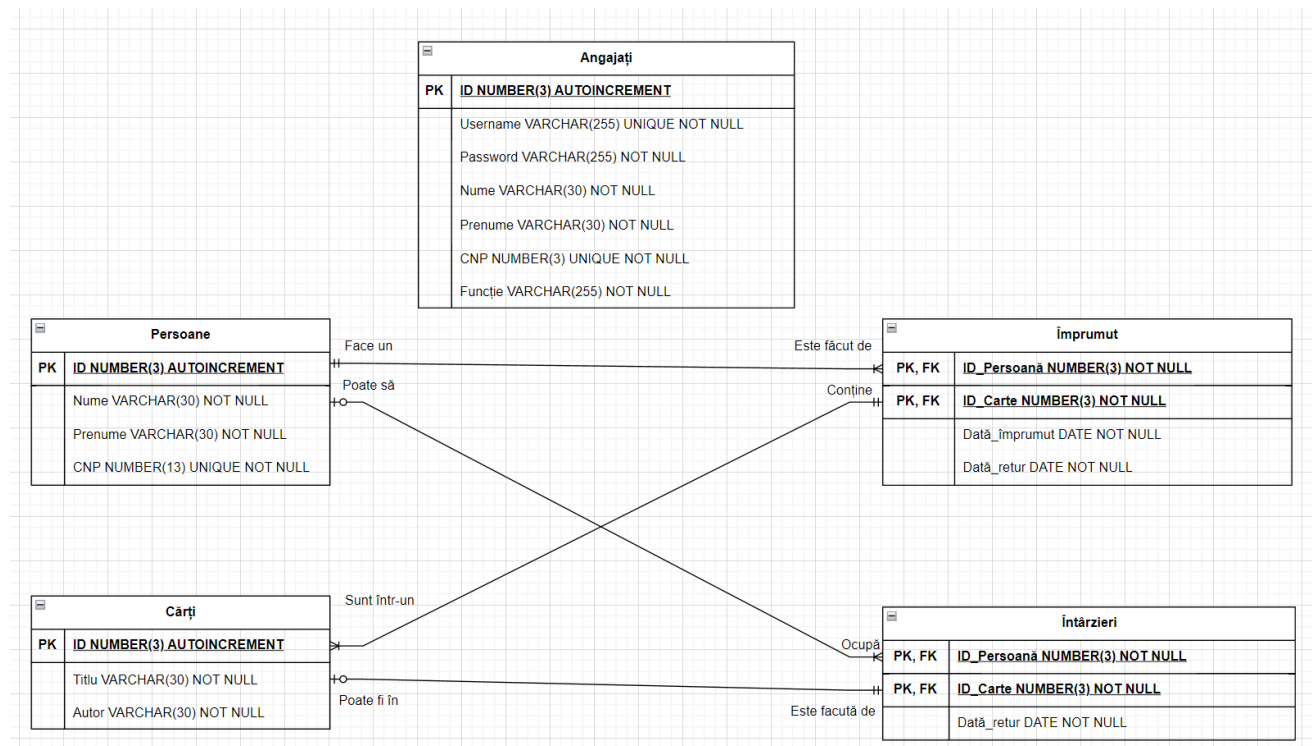 Angajați
PK ID NUMBER(3) AUTOINCREMENT
Username VARCHAR(255) UNIQUE NOT NULL
Password VARCHAR(255) NOT NULL
Nume VARCHAR(30) NOT NULL
Prenume VARCHAR(30) NOT NULL
CNP NUMBER(3) UNIQUE NOT NULL
Funcție VARCHAR(255) NOT NULL
Persoane
PK ID NUMBER(3) AUTOINCREMENT
Nume VARCHAR(30) NOT NULL
Prenume VARCHAR(30) NOT NULL
CNP NUMBER(13) UNIQUE NOT NULL
Face un
Poate să
Este făcut de
Conține
Împrumut
PK, FK ID_Persoană NUMBER(3) NOT NULL
PK, FK ID_Carte NUMBER(3) NOT NULL
Dată_împrumut DATE NOT NULL
Dată_retur DATE NOT NULL
Cărți
PK ID NUMBER(3) AUTOINCREMENT
Titlu VARCHAR(30) NOT NULL
Autor VARCHAR(30) NOT NULL
Sunt într-un
Poate fi în
Ocupă
Este facută de
Întârzieri
PK, FK ID_Persoană NUMBER(3) NOT NULL
PK, FK ID_Carte NUMBER(3) NOT NULL
Dată_retur DATE NOT NULL